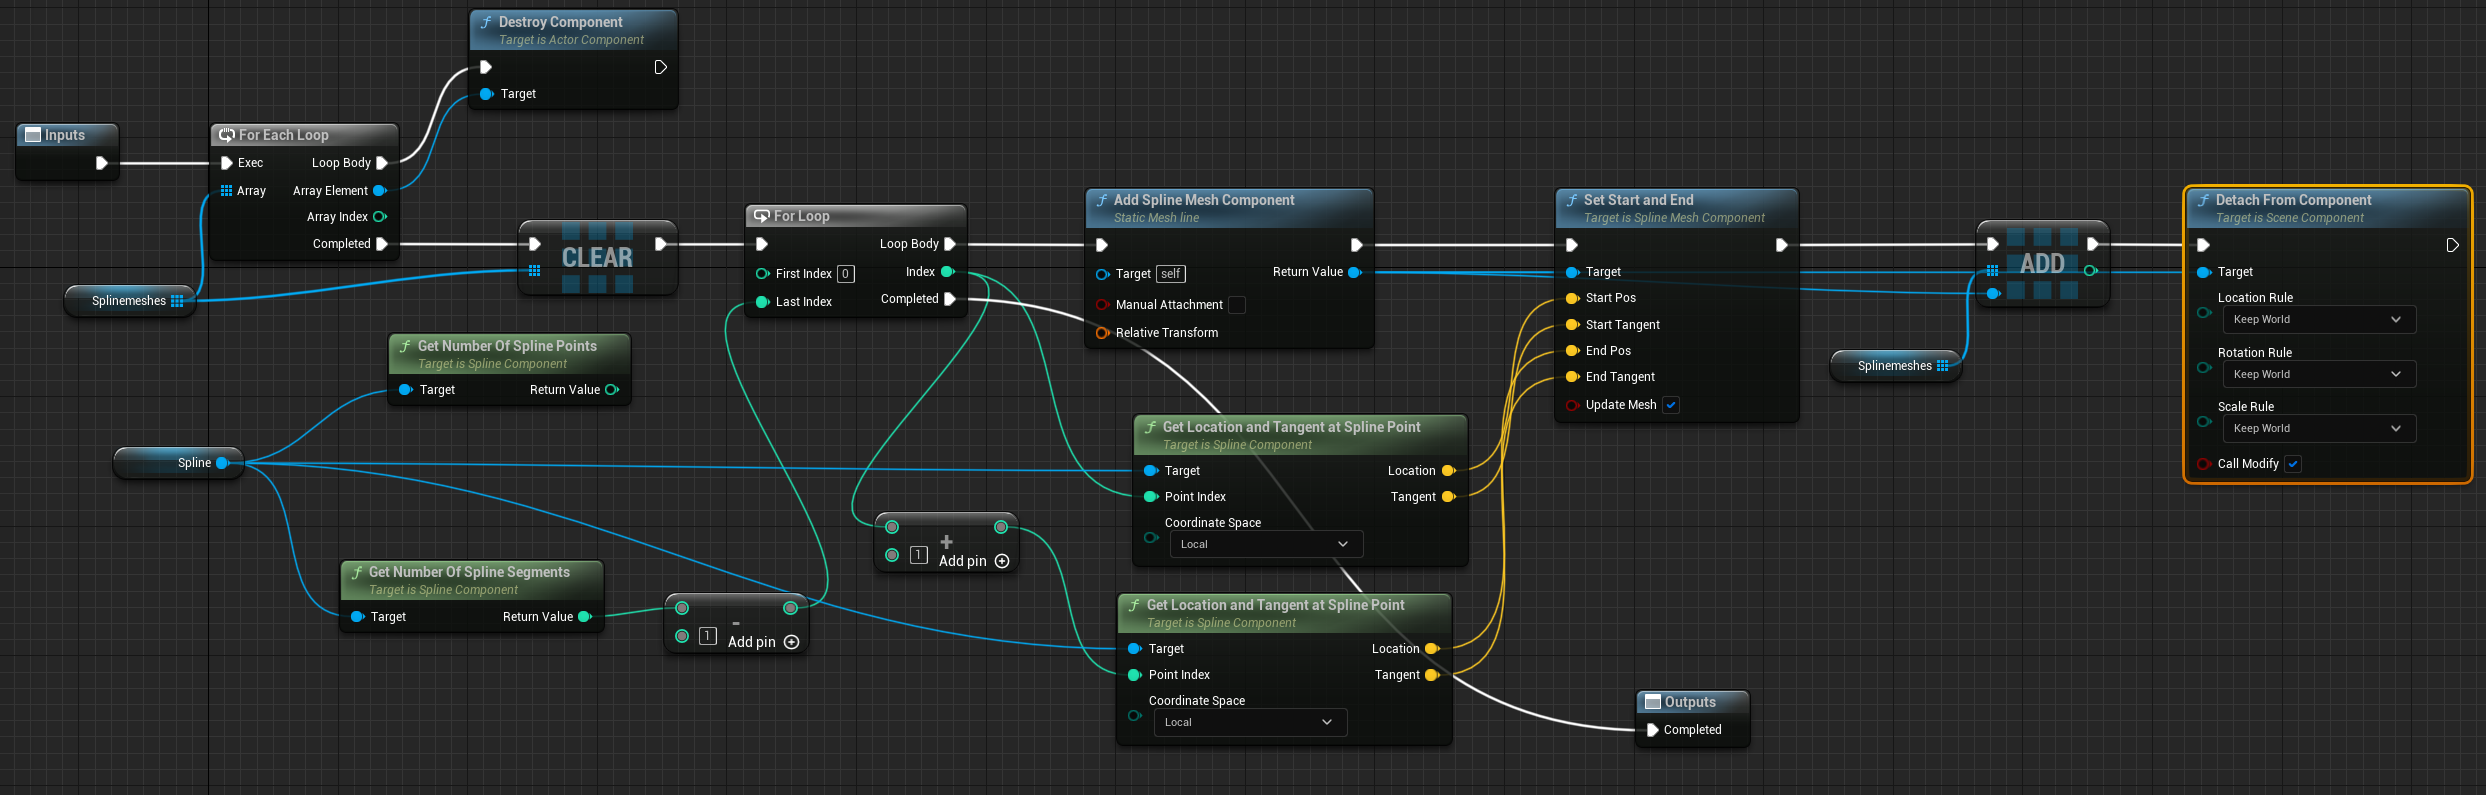 Destroy Component
Target is Actor Component
Target
Inputs
For Each Loop
Exec
Loop Body
Array
Array Element
Array Index
Completed
Splinemeshes
CLEAR
For Loop
Loop Body
First Index 0
Index
Last Index
Completed
Add Spline Mesh Component
Static Mesh line
Target self
Return Value
Manual Attachment
Relative Transform
Set Start and End
Target is Spline Mesh Component
Target
Start Pos
Start Tangent
End Pos
End Tangent
Update Mesh
ADD
Splinemeshes
Detach From Component
Target is Scene Component
Target
Location Rule
Keep World
Rotation Rule
Keep World
Scale Rule
Keep World
Call Modify
Get Number Of Spline Points
Target is Spline Component
Target
Return Value
Spline
Get Location and Tangent at Spline Point
Target is Spline Component
Target
Location
Point Index
Tangent
Coordinate Space
Local
+
1
Add pin
Get Number Of Spline Segments
Target is Spline Component
Target
Return Value
-
1
Add pin
Get Location and Tangent at Spline Point
Target is Spline Component
Target
Location
Point Index
Tangent
Coordinate Space
Local
Outputs
Completed